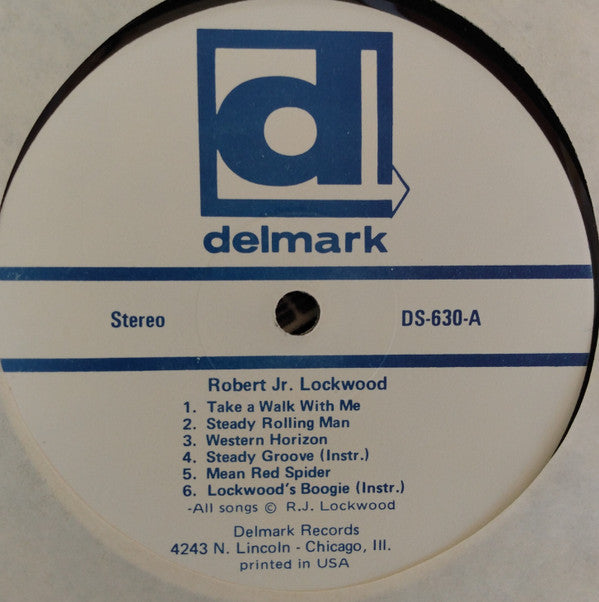 d
delmark
Stereo
DS-630-A
Robert Jr. Lockwood
1. Take a Walk With Me
2. Steady Rolling Man
3. Western Horizon
4. Steady Groove (Instr.)
5. Mean Red Spider
6. Lockwood's Boogie (Instr.)
-All songs © R.J. Lockwood
Delmark Records
4243 N. Lincoln - Chicago, Ill.
printed in USA